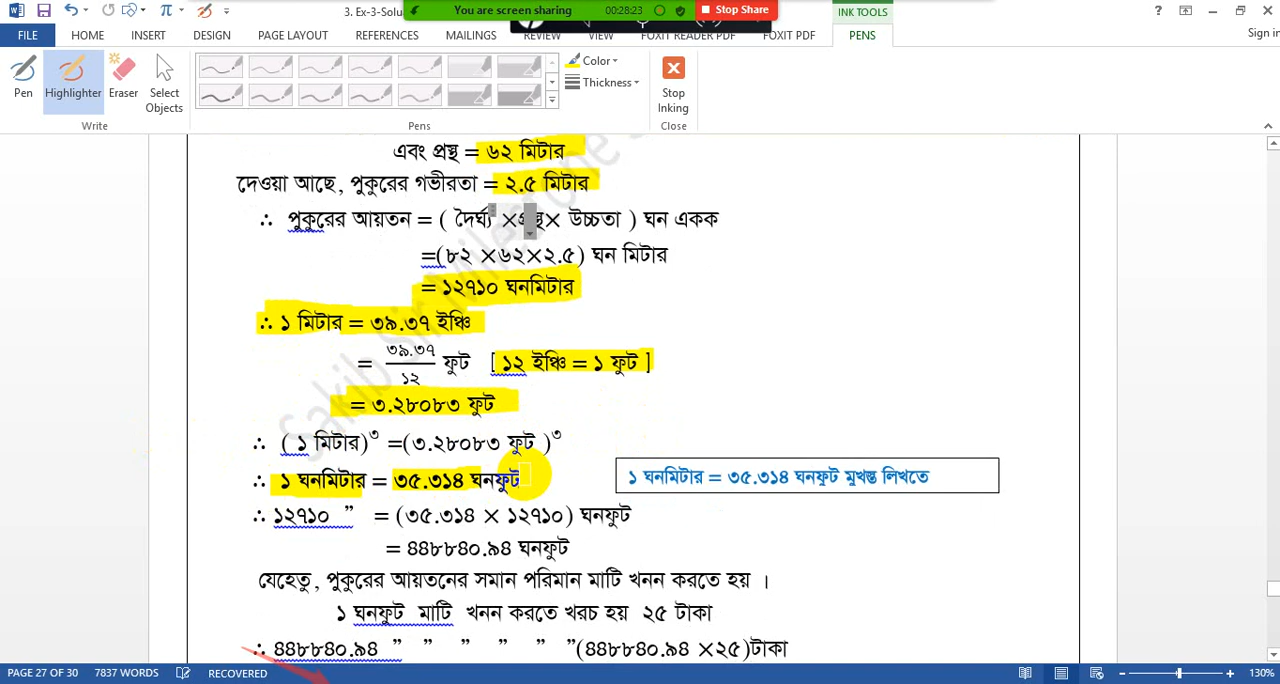 3. Ex-3-Solu
You are screen sharing
00:28:23
Stop Share
INK TOOLS
FILE HOME INSERT DESIGN PAGE LAYOUT REFERENCES MAILINGS REVIEW VIEW FOXIT READER PDF FOXIT PDF PENS
Sign in
Pen Highlighter Eraser Select Objects
Color
Thickness
Stop Inking
Write Pens Close
এবং প্রস্থ = ৬২ মিটার
দেওয়া আছে, পুকুরের গভীরতা = ২.৫ মিটার
∴ পুকুরের আয়তন = ( দৈর্ঘ্য ×প্রস্থ× উচ্চতা ) ঘন একক
=(৮২ ×৬২×২.৫) ঘন মিটার
= ১২৭১০ ঘনমিটার
∴ ১ মিটার = ৩৯.৩৭ ইঞ্চি
= ৩৯.৩৭/১২ ফুট [ ১২ ইঞ্চি = ১ ফুট ]
= ৩.২৮০৮৩ ফুট
∴ ( ১ মিটার)³ =(৩.২৮০৮৩ ফুট )³
∴ ১ ঘনমিটার = ৩৫.৩১৪ ঘনফুট
১ ঘনমিটার = ৩৫.৩১৪ ঘনফুট মুখস্ত লিখতে
∴ ১২৭১০ ” = (৩৫.৩১৪ × ১২৭১০) ঘনফুট
= ৪৪৮৮৪০.৯৪ ঘনফুট
যেহেতু, পুকুরের আয়তনের সমান পরিমান মাটি খনন করতে হয় ।
১ ঘনফুট মাটি খনন করতে খরচ হয় ২৫ টাকা
∴ ৪৪৮৮৪০.৯৪ ” ” ” ” ” ”(৪৪৮৮৪০.৯৪ ×২৫)টাকা
PAGE 27 OF 30 7837 WORDS RECOVERED 130%